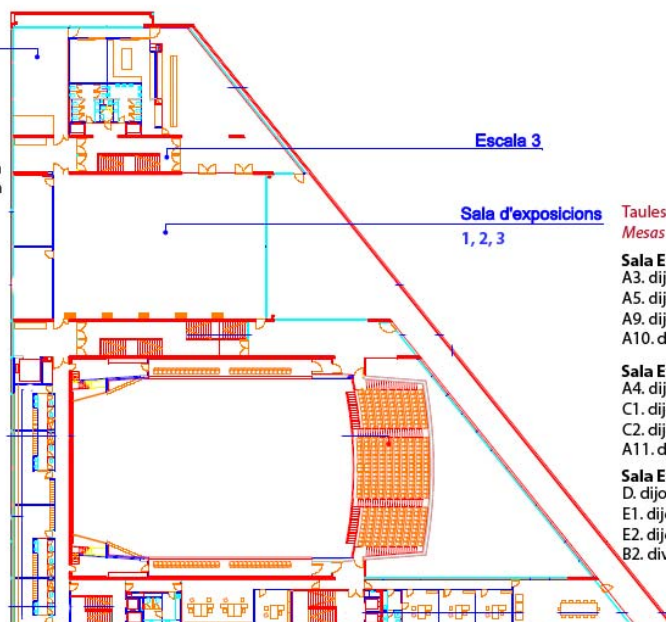 Escala 3
Sala d'exposicions
1, 2, 3
Taules
Mesas
Sala E
A3. dij
A5. dij
A9. dij
A10. d
Sala E
A4. dij
C1. dij
C2. dij
A11. d
Sala E
D. dijo
E1. dijo
E2. dijo
B2. div